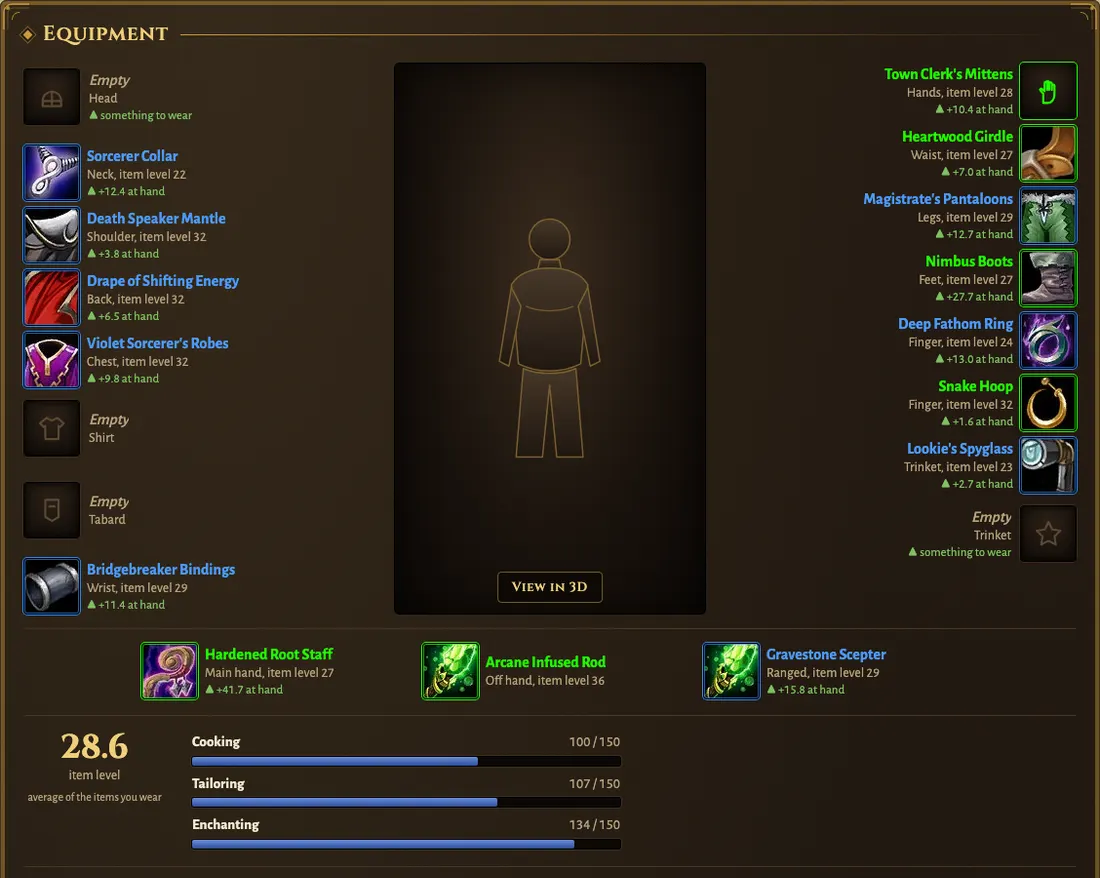 Equipment
Empty
Head
something to wear
Sorcerer Collar
Neck, item level 22
+12.4 at hand
Death Speaker Mantle
Shoulder, item level 32
+3.8 at hand
Drape of Shifting Energy
Back, item level 32
+6.5 at hand
Violet Sorcerer's Robes
Chest, item level 32
+9.8 at hand
Empty
Shirt
Empty
Tabard
Bridgebreaker Bindings
Wrist, item level 29
+11.4 at hand
View in 3D
Town Clerk's Mittens
Hands, item level 28
+10.4 at hand
Heartwood Girdle
Waist, item level 27
+7.0 at hand
Magistrate's Pantaloons
Legs, item level 29
+12.7 at hand
Nimbus Boots
Feet, item level 27
+27.7 at hand
Deep Fathom Ring
Finger, item level 24
+13.0 at hand
Snake Hoop
Finger, item level 32
+1.6 at hand
Lookie's Spyglass
Trinket, item level 23
+2.7 at hand
Empty
Trinket
something to wear
Hardened Root Staff
Main hand, item level 27
+41.7 at hand
Arcane Infused Rod
Off hand, item level 36
Gravestone Scepter
Ranged, item level 29
+15.8 at hand
28.6
item level
average of the items you wear
Cooking 100 / 150
Tailoring 107 / 150
Enchanting 134 / 150